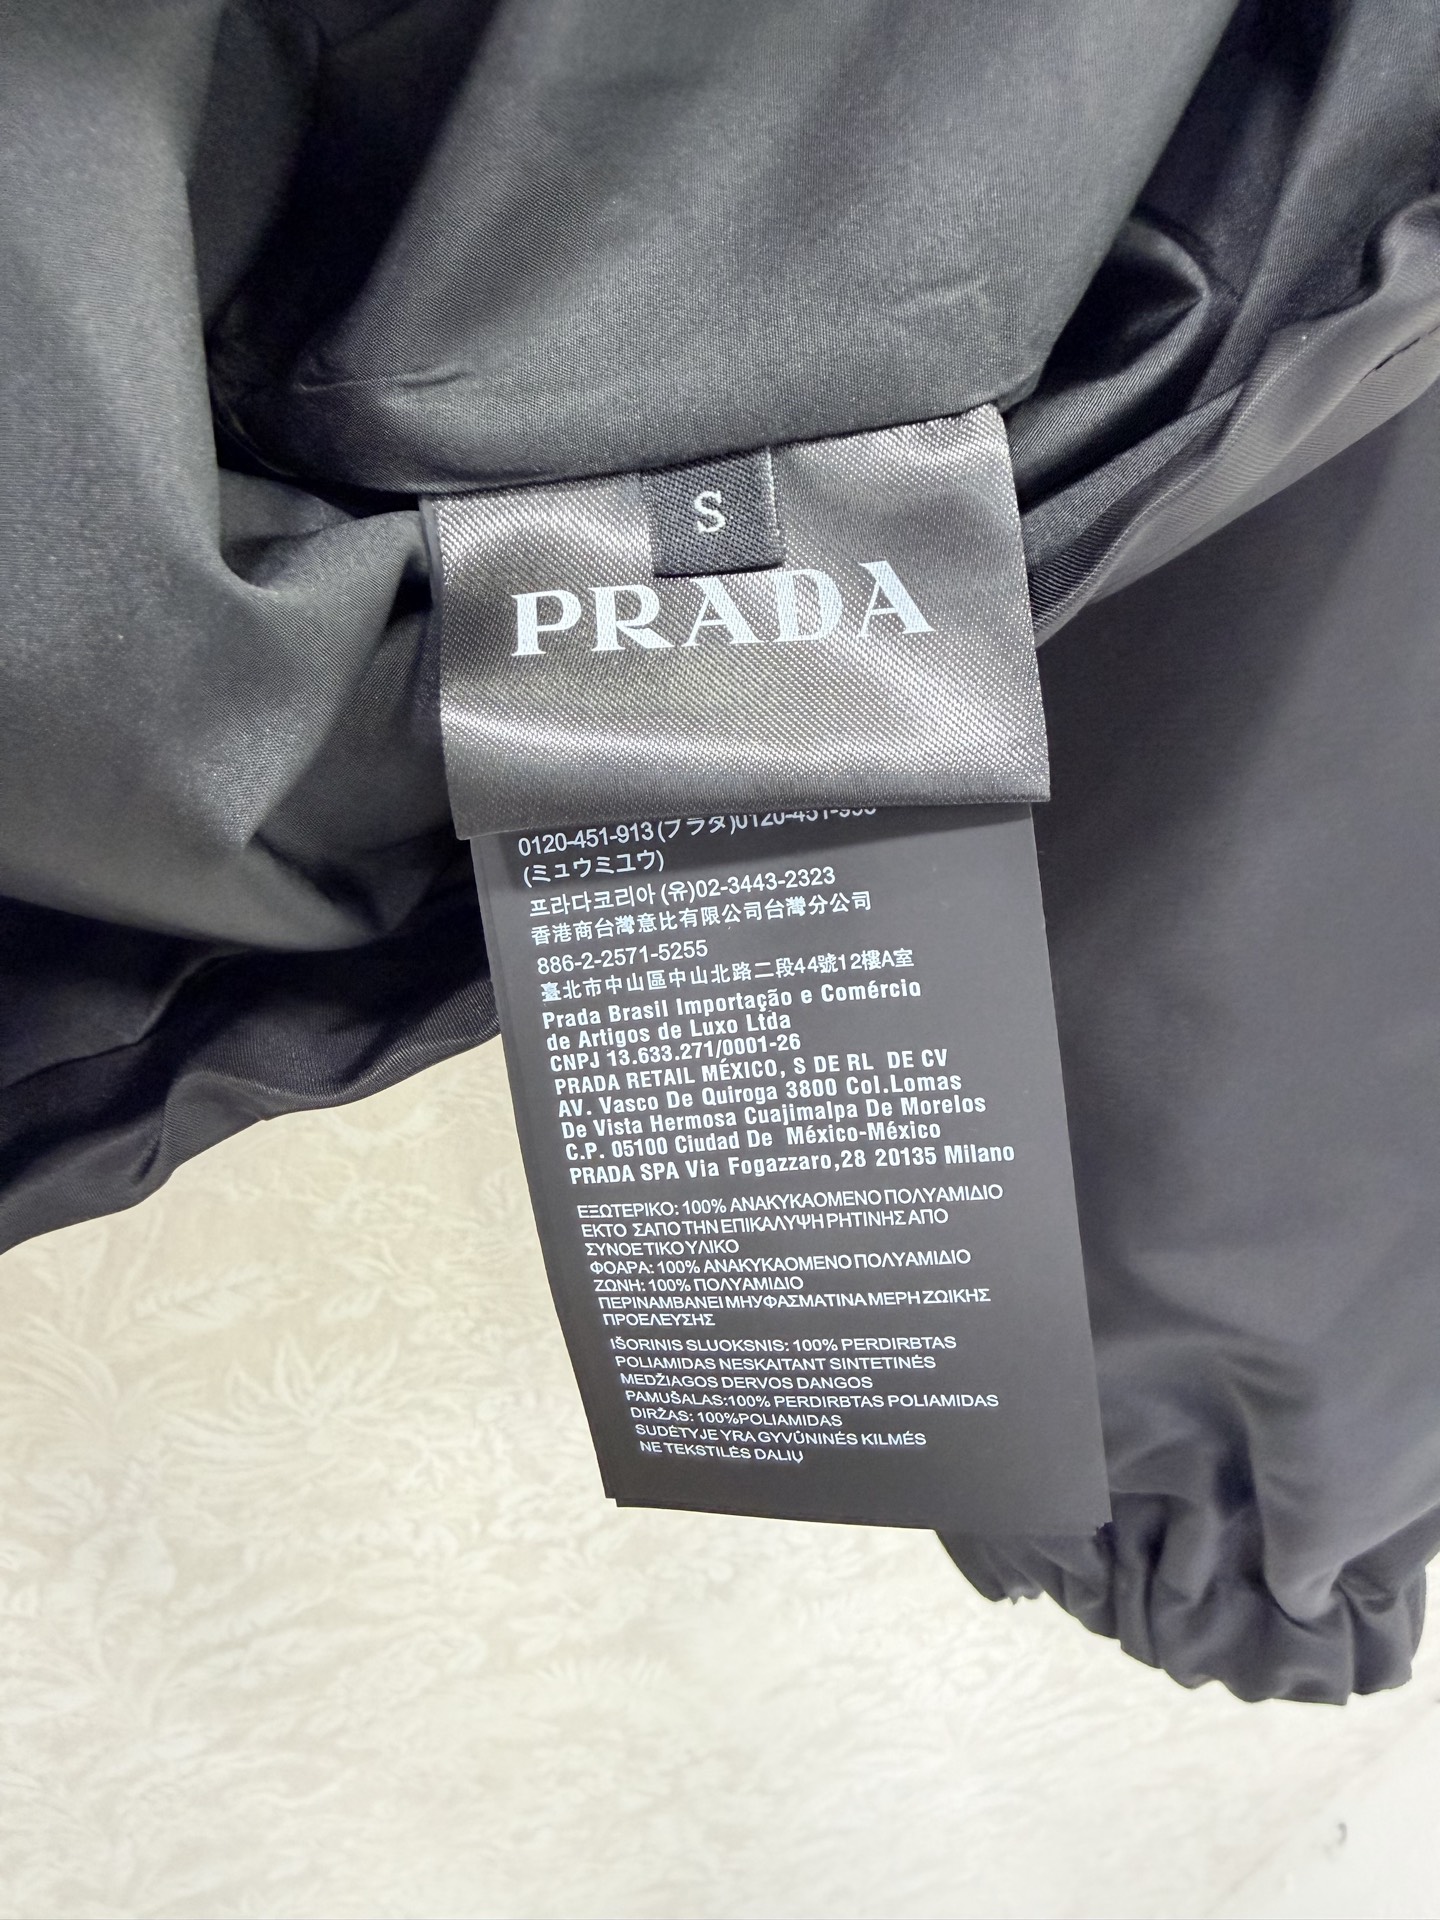 S
PRADA
0120-451-913(プラダ)0120-451-993
(ミュウミユウ)
프라다코리아 (유)02-3443-2323
香港商台灣意比有限公司台灣分公司
886-2-2571-5255
臺北市中山區中山北路二段44號12樓A室
Prada Brasil Importação e Comércio
de Artigos de Luxo Ltda
CNPJ 13.633.271/0001-26
PRADA RETAIL MÉXICO, S DE RL DE CV
AV. Vasco De Quiroga 3800 Col.Lomas
De Vista Hermosa Cuajimalpa De Morelos
C.P. 05100 Ciudad De México-México
PRADA SPA Via Fogazzaro,28 20135 Milano
ΕΞΩΤΕΡΙΚΟ: 100% ΑΝΑΚΥΚΛΟΜΕΝΟ ΠΟΛΥΑΜΙΔΙΟ
ΕΚΤΟ ΣΑΠΟ ΤΗΝ ΕΠΙΚΑΛΥΨΗ ΡΗΤΙΝΗΣ ΑΠΟ
ΣΥΝΘΕΤΙΚΟ ΥΛΙΚΟ
ΦΟΔΡΑ: 100% ΑΝΑΚΥΚΛΟΜΕΝΟ ΠΟΛΥΑΜΙΔΙΟ
ΖΩΝΗ: 100% ΠΟΛΥΑΜΙΔΙΟ
ΠΕΡΙΛΑΜΒΑΝΕΙ ΜΗ ΥΦΑΣΜΑΤΙΝΑ ΜΕΡΗ ΖΩΙΚΗΣ
ΠΡΟΕΛΕΥΣΗΣ
IŠORINIS SLUOKSNIS: 100% PERDIRBTAS
POLIAMIDAS NESKAITANT SINTETINĖS
MEDŽIAGOS DERVOS DANGOS
PAMUŠALAS:100% PERDIRBTAS POLIAMIDAS
DIRŽAS: 100%POLIAMIDAS
SUDĖTYJE YRA GYVŪNINĖS KILMĖS
NE TEKSTILĖS DALIŲ